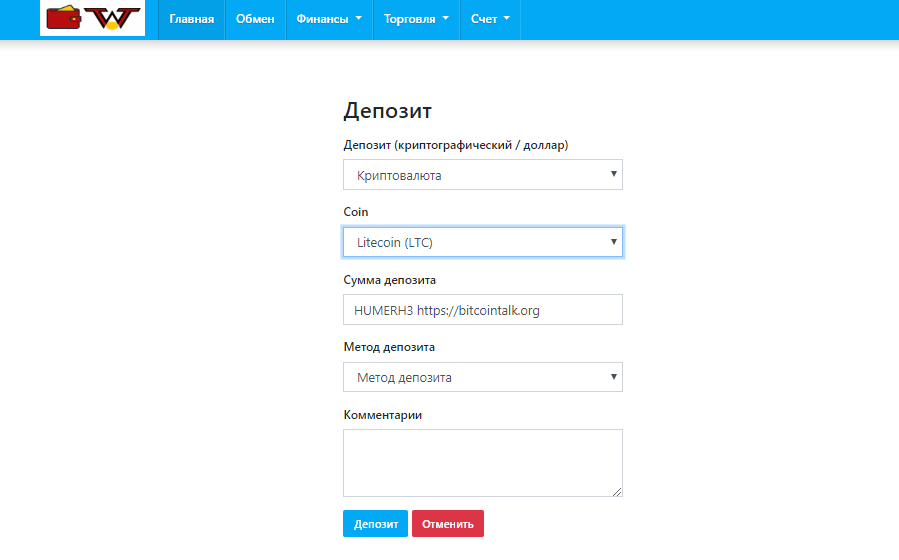 W
Главная
Обмен
Финансы
Торговля
Счет
Депозит
Депозит (криптографический / доллар)
Криптовалюта
Coin
Litecoin (LTC)
Сумма депозита
HUMERH3 https://bitcointalk.org
Метод депозита
Метод депозита
Комментарии
Депозит
Отменить